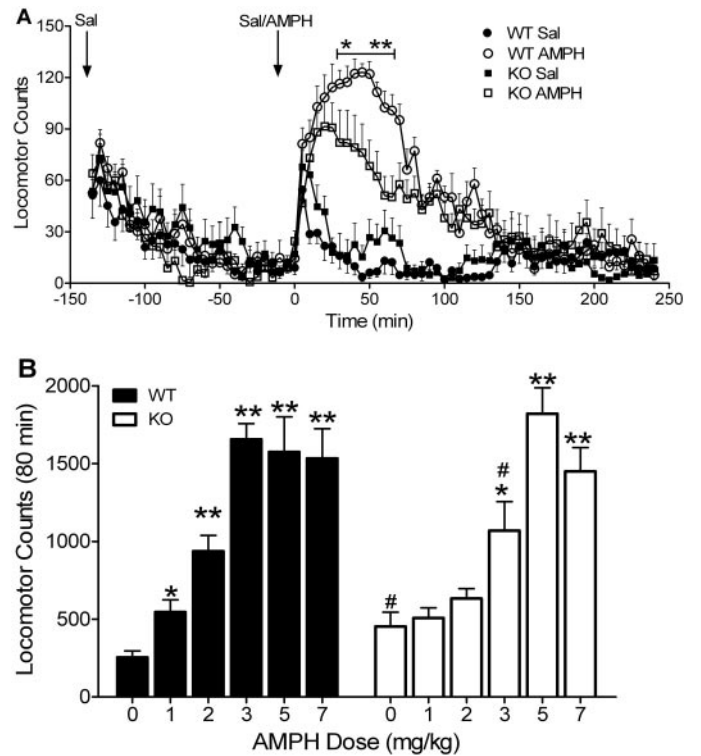 A
Sal
Sal/AMPH
* **
WT Sal
WT AMPH
KO Sal
KO AMPH
Locomotor Counts
150
120
90
60
30
0
-150 -100 -50 0 50 100 150 200 250
Time (min)
B
WT
KO
Locomotor Counts (80 min)
2000
1500
1000
500
0
*
**
**
**
**
#
#
*
**
**
0 1 2 3 5 7 0 1 2 3 5 7
AMPH Dose (mg/kg)